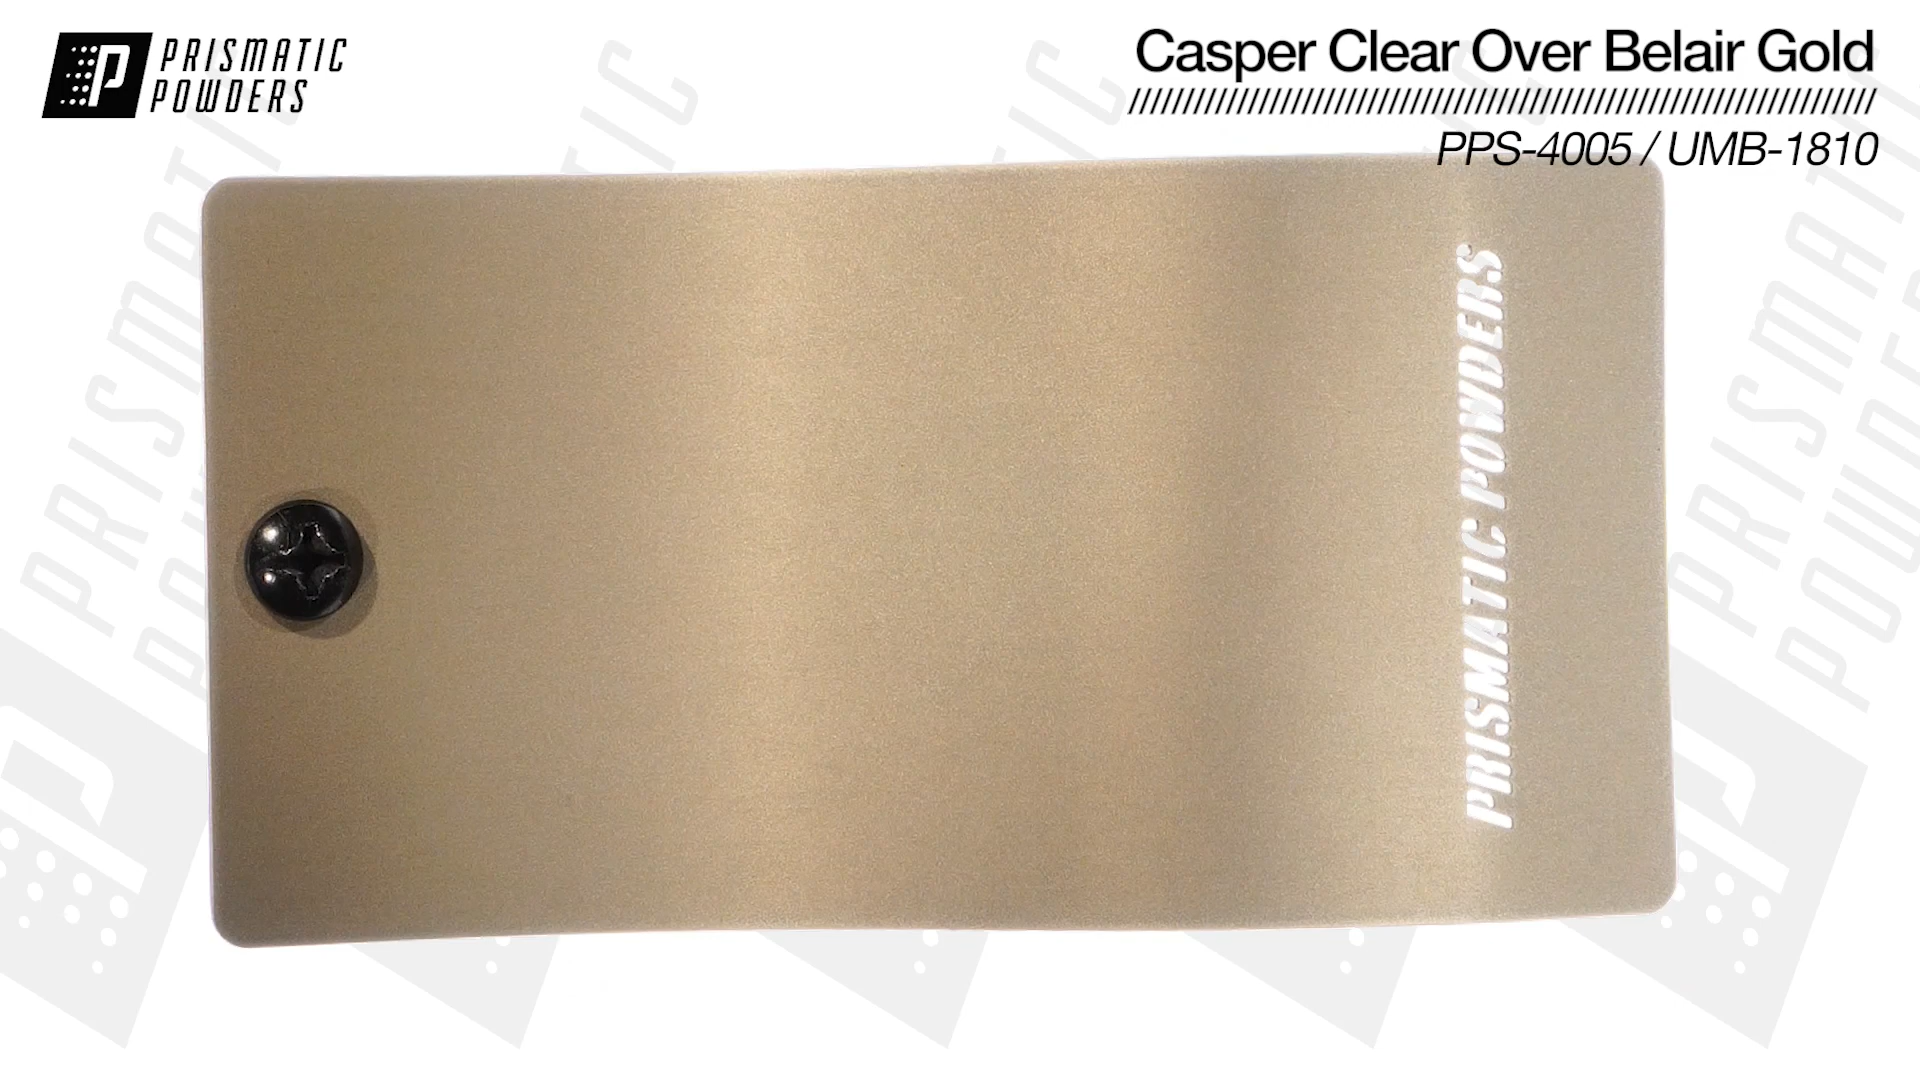 PRISMATIC
POWDERS
Casper Clear Over Belair Gold
PPS-4005 / UMB-1810
PRISMATIC POWDERS